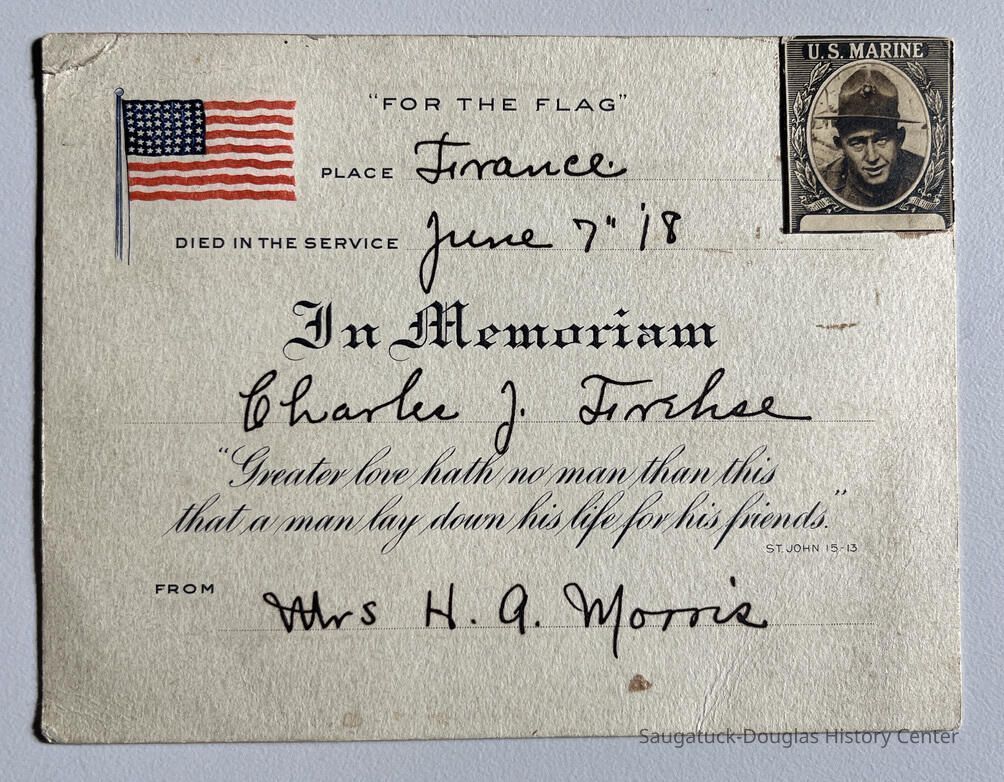 U.S. MARINE
"FOR THE FLAG"
PLACE France
DIED IN THE SERVICE June 7" '18
In Memoriam
Charles J. Firehse
"Greater love hath no man than this
that a man lay down his life for his friends."
ST. JOHN 15-13
FROM Mrs H. A. Morris
Saugatuck-Douglas History Center